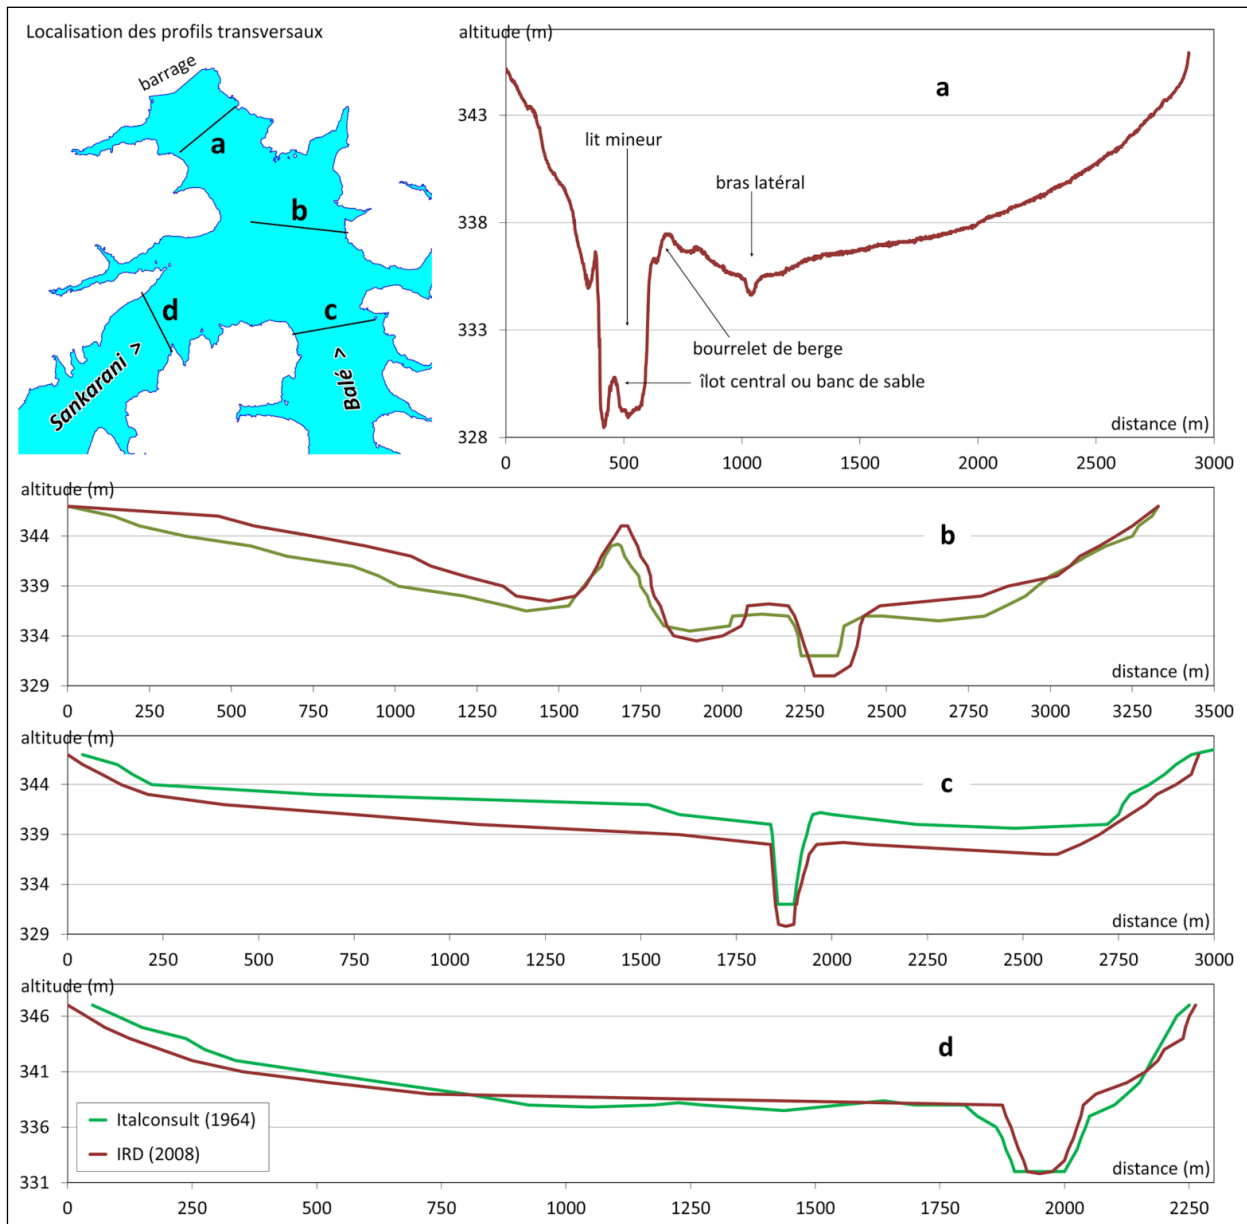 Localisation des profils transversaux
barrage
a
b
c
d
Sankarani >
Balé >
altitude (m)
a
343
338
333
328
lit mineur
bras latéral
bourrelet de berge
îlot central ou banc de sable
distance (m)
0 500 1000 1500 2000 2500 3000
altitude (m)
b
344
339
334
329
distance (m)
0 250 500 750 1000 1250 1500 1750 2000 2250 2500 2750 3000 3250 3500
altitude (m)
c
344
339
334
329
distance (m)
0 250 500 750 1000 1250 1500 1750 2000 2250 2500 2750 3000
altitude (m)
d
346
341
336
331
Italconsult (1964)
IRD (2008)
distance (m)
0 250 500 750 1000 1250 1500 1750 2000 2250